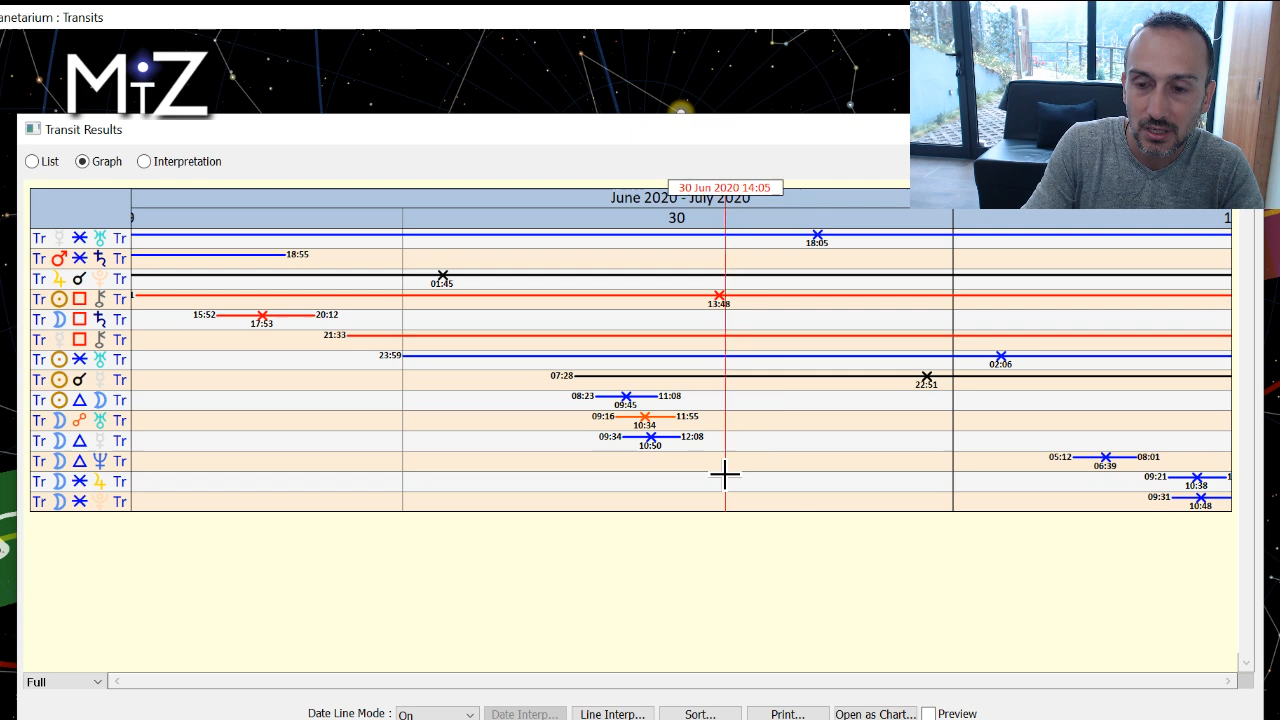 anetarium : Transits
MTZ
Transit Results
List Graph Interpretation
30 Jun 2020 14:05
June 2020 - July 2020
9 30 1
Tr Tr 18:05
Tr Tr 18:55
Tr Tr 01:45
Tr Tr 1 13:48
Tr Tr 15:52 17:53 20:12
Tr Tr 21:33
Tr Tr 23:59 02:06
Tr Tr 07:28 22:51
Tr Tr 08:23 09:45 11:08
Tr Tr 09:16 10:34 11:55
Tr Tr 09:34 10:50 12:08
Tr Tr 05:12 06:39 08:01
Tr Tr 09:21 10:38 1
Tr Tr 09:31 10:48
Full
Date Line Mode : On Date Interp... Line Interp... Sort... Print... Open as Chart... Preview